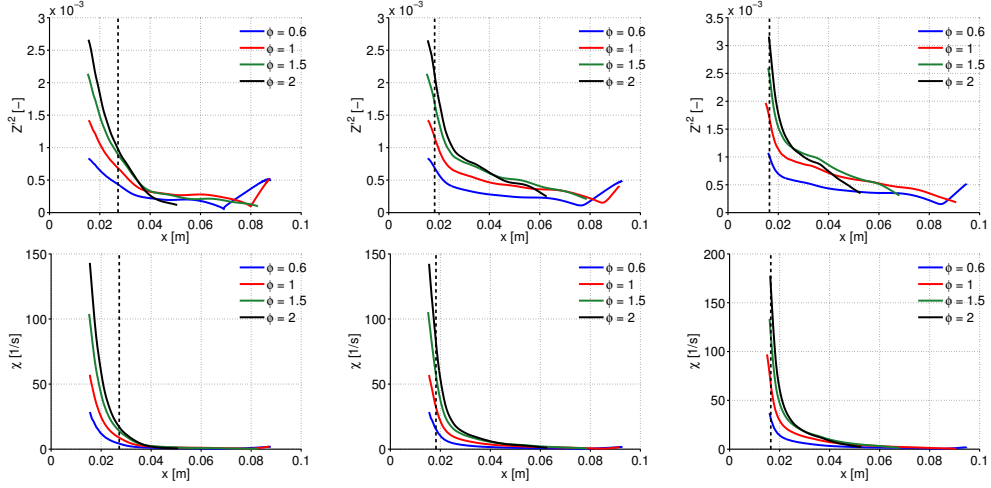 x 10⁻³
3
2.5
2
1.5
1
0.5
0
0
0.02
0.04
0.06
0.08
0.1
x [m]
Z''² [−]
ϕ = 0.6
ϕ = 1
ϕ = 1.5
ϕ = 2
x 10⁻³
3
2.5
2
1.5
1
0.5
0
0
0.02
0.04
0.06
0.08
0.1
x [m]
Z''² [−]
ϕ = 0.6
ϕ = 1
ϕ = 1.5
ϕ = 2
x 10⁻³
3.5
3
2.5
2
1.5
1
0.5
0
0
0.02
0.04
0.06
0.08
0.1
x [m]
Z''² [−]
ϕ = 0.6
ϕ = 1
ϕ = 1.5
ϕ = 2
150
100
50
0
0
0.02
0.04
0.06
0.08
0.1
x [m]
χ [1/s]
ϕ = 0.6
ϕ = 1
ϕ = 1.5
ϕ = 2
150
100
50
0
0
0.02
0.04
0.06
0.08
0.1
x [m]
χ [1/s]
ϕ = 0.6
ϕ = 1
ϕ = 1.5
ϕ = 2
200
150
100
50
0
0
0.02
0.04
0.06
0.08
0.1
x [m]
χ [1/s]
ϕ = 0.6
ϕ = 1
ϕ = 1.5
ϕ = 2